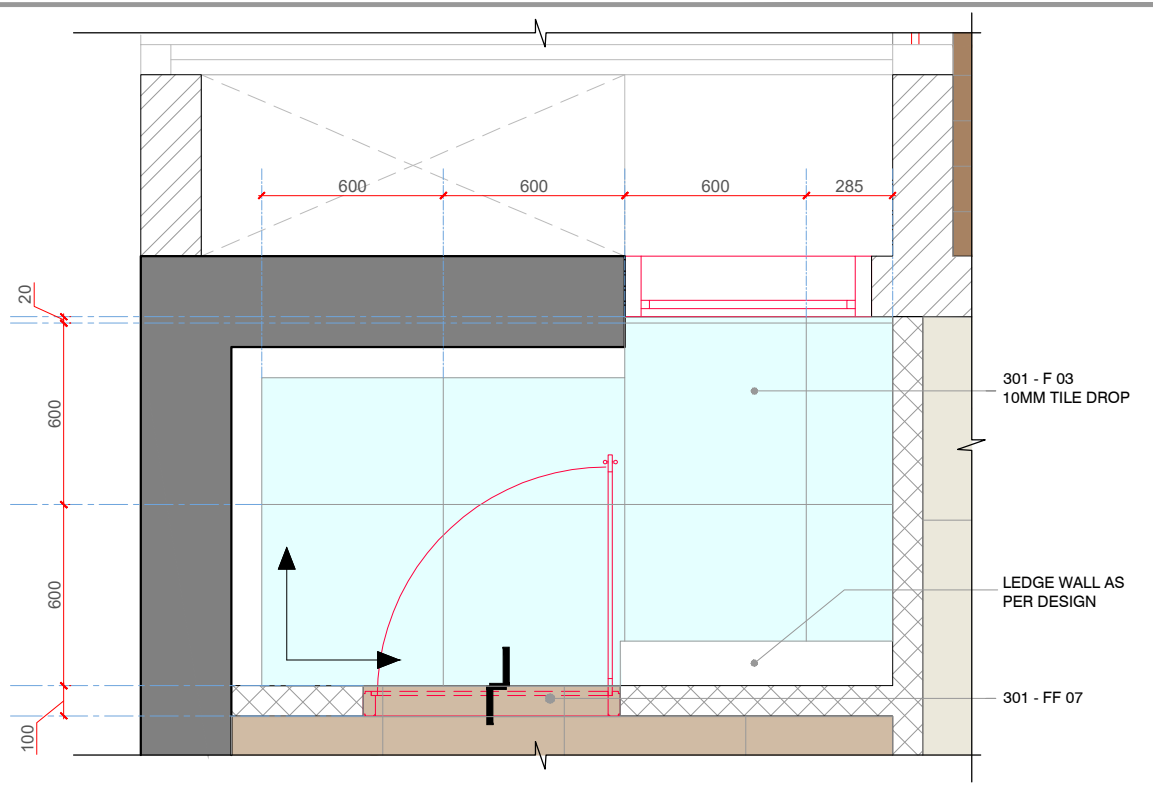 600
600
600
285
20
600
301 - F 03
10MM TILE DROP
600
LEDGE WALL AS
PER DESIGN
301 - FF 07
100